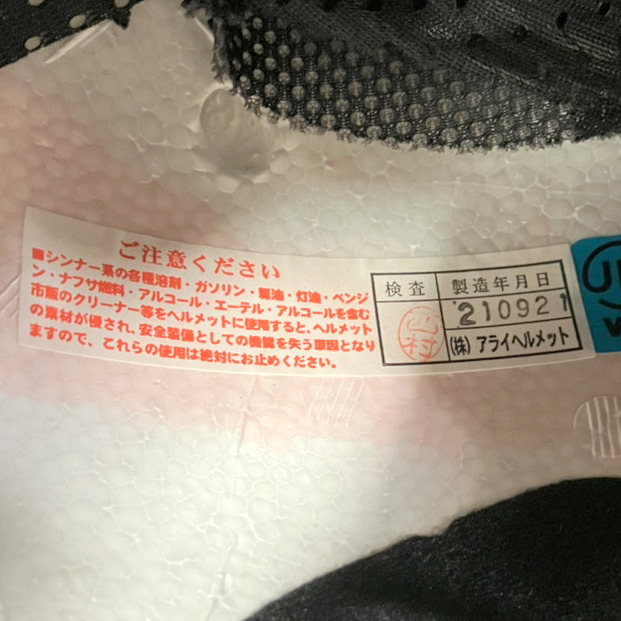 ご注意ください
■シンナー系の各種溶剤・ガソリン・軽油・灯油・ベンジ
ン・ナフサ燃料・アルコール・エーテル・アルコールを含む
市販のクリーナー等をヘルメットに使用すると、ヘルメット
の素材が侵され、安全装備としての機能を失う原因となり
ますので、これらの使用は絶対にお止めください。
検査 製造年月日
山村 '210921
(株) アライヘルメット